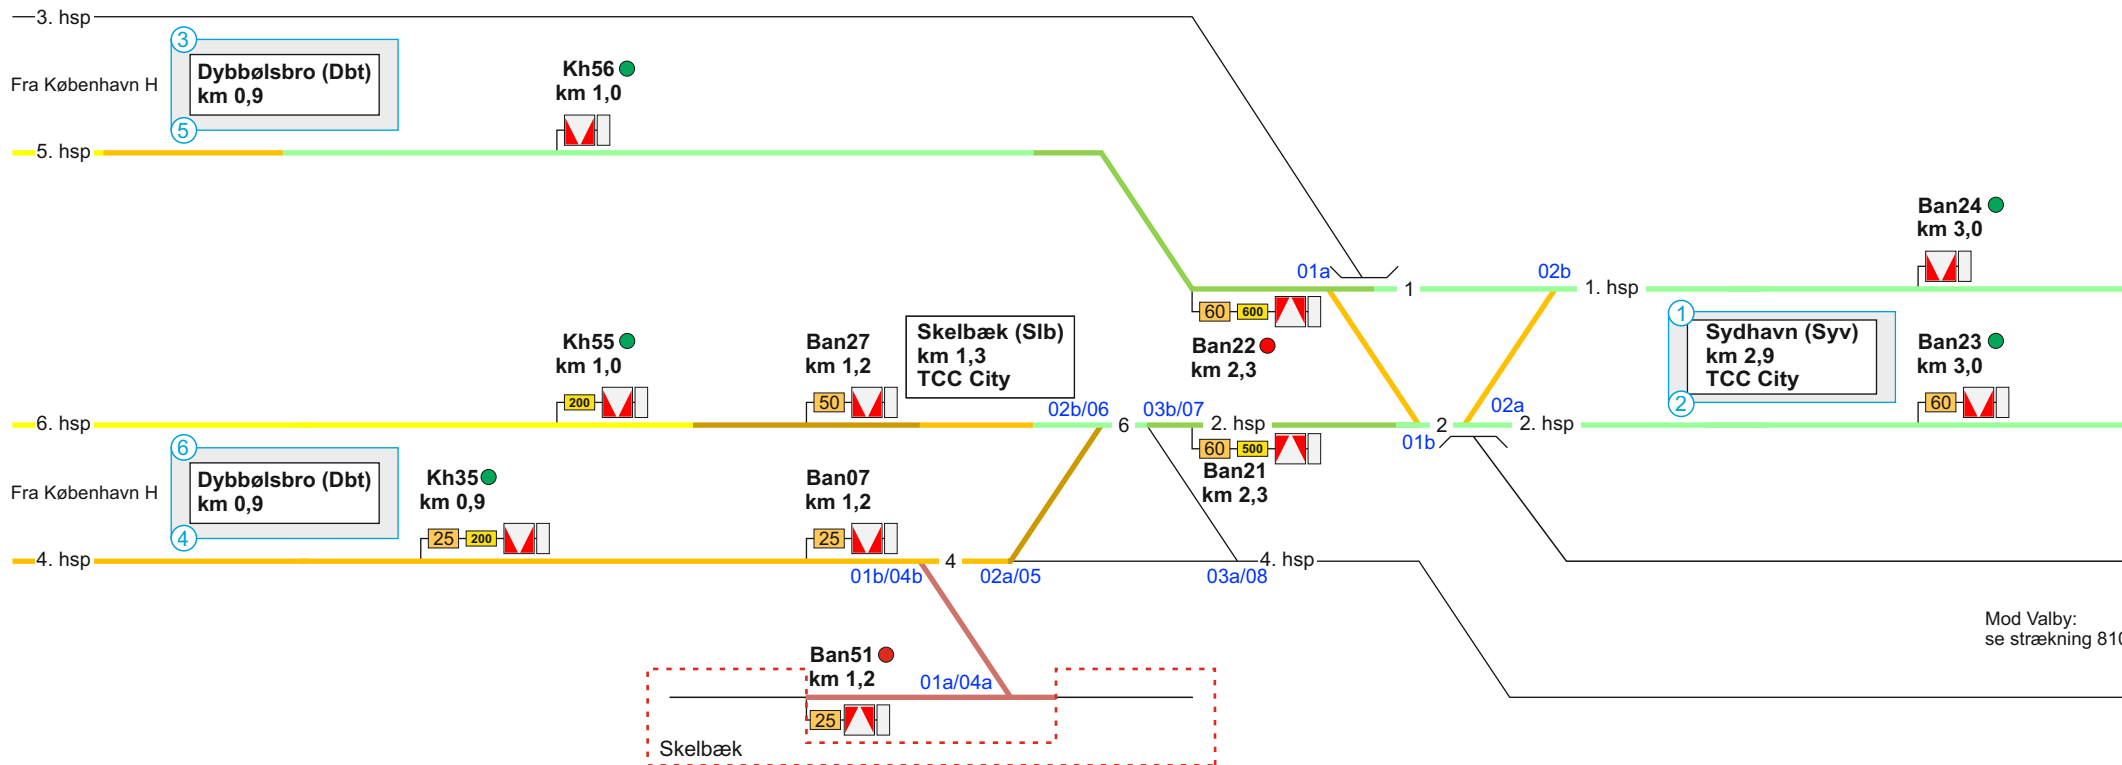 3. hsp
3
Dybbølsbro (Dbt)
km 0,9
5
Fra København H
Kh56
km 1,0
5. hsp
Ban24
km 3,0
01a
1
02b
1. hsp
60
600
Ban22
km 2,3
1
Sydhavn (Syv)
km 2,9
TCC City
2
Ban23
km 3,0
60
Kh55
km 1,0
200
Ban27
km 1,2
50
Skelbæk (Slb)
km 1,3
TCC City
02b/06
03b/07
02a
6. hsp
6
2. hsp
2
2. hsp
01b
60
500
Ban21
km 2,3
6
Dybbølsbro (Dbt)
km 0,9
4
Fra København H
Kh35
km 0,9
25
200
Ban07
km 1,2
25
4. hsp
4
4. hsp
01b/04b
02a/05
03a/08
Mod Valby:
se strækning 810
Ban51
km 1,2
01a/04a
25
Skelbæk